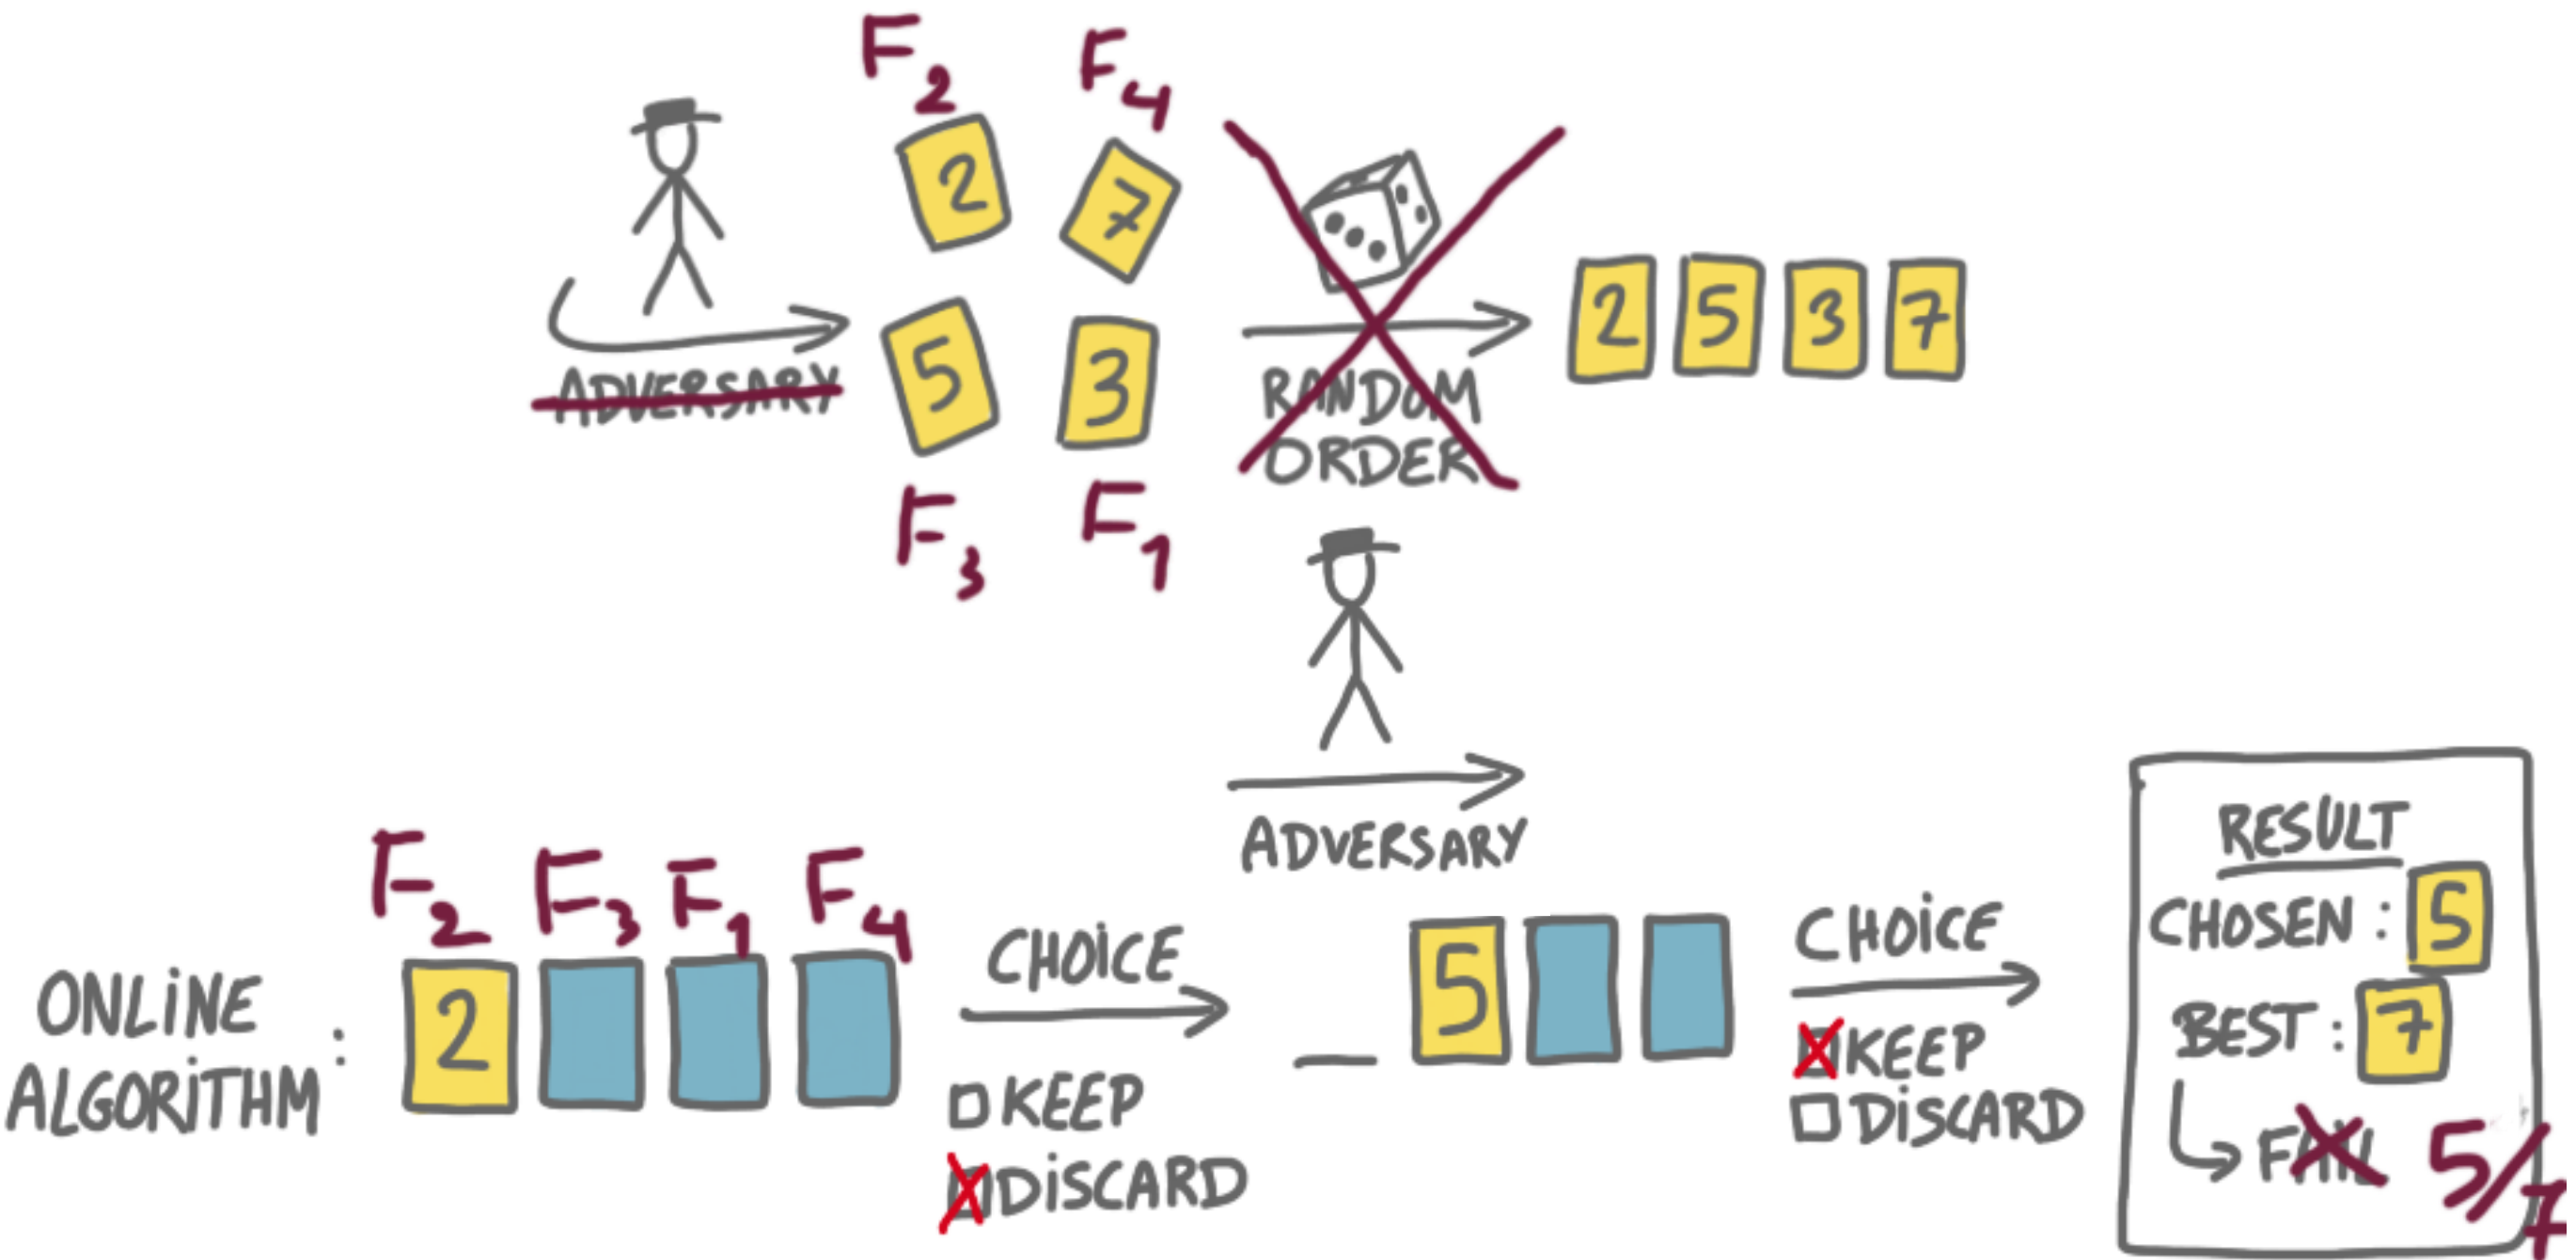 F2 F4
2 7
5 3
F3 F1
ADVERSARY
RANDOM
ORDER
2 5 3 7
ADVERSARY
ONLINE
ALGORITHM :
F2 F3 F1 F4
2
CHOICE
KEEP
DISCARD
5
CHOICE
KEEP
DISCARD
RESULT
CHOSEN : 5
BEST : 7
FAIL 5/7